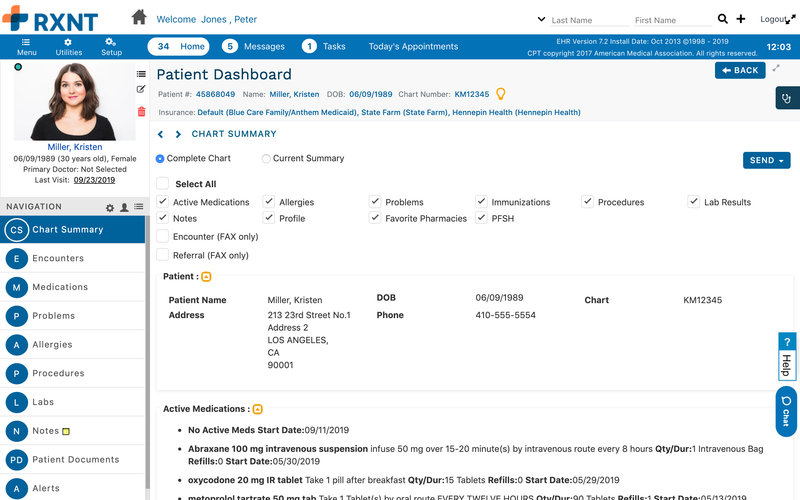 RXNT
Welcome Jones , Peter
Last Name
First Name
Logout
Menu
Utilities
Setup
34 Home
5 Messages
1 Tasks
Today's Appointments
EHR Version 7.2 Install Date: Oct 2013 ©1998 - 2019
CPT copyright 2017 American Medical Association. All rights reserved.
12:03
Miller, Kristen
06/09/1989 (30 years old), Female
Primary Doctor: Not Selected
Last Visit: 09/23/2019
NAVIGATION
CS Chart Summary
E Encounters
M Medications
P Problems
A Allergies
P Procedures
L Labs
N Notes
PD Patient Documents
A Alerts
Patient Dashboard
BACK
Patient #: 45868049 Name: Miller, Kristen DOB: 06/09/1989 Chart Number: KM12345
Insurance: Default (Blue Care Family/Anthem Medicaid), State Farm (State Farm), Hennepin Health (Hennepin Health)
CHART SUMMARY
Complete Chart
Current Summary
SEND
Select All
Active Medications
Allergies
Problems
Immunizations
Procedures
Lab Results
Notes
Profile
Favorite Pharmacies
PFSH
Encounter (FAX only)
Referral (FAX only)
Patient :
Patient Name Miller, Kristen DOB 06/09/1989 Chart KM12345
Address 213 23rd Street No.1 Phone 410-555-5554
Address 2
LOS ANGELES,
CA
90001
Active Medications :
No Active Meds Start Date:09/11/2019
Abraxane 100 mg intravenous suspension infuse 50 mg over 15-20 minute(s) by intravenous route every 8 hours Qty/Dur:1 Intravenous Bag
Refills:0 Start Date:05/30/2019
oxycodone 20 mg IR tablet Take 1 pill after breakfast Qty/Dur:15 Tablets Refills:0 Start Date:05/29/2019
metoprolol tartrate 50 mg tab Take 1 Tablet(s) by oral route EVERY TWELVE HOURS Qty/Dur:90 Tablets Refills:1 Start Date:05/13/2019
? Help
Chat